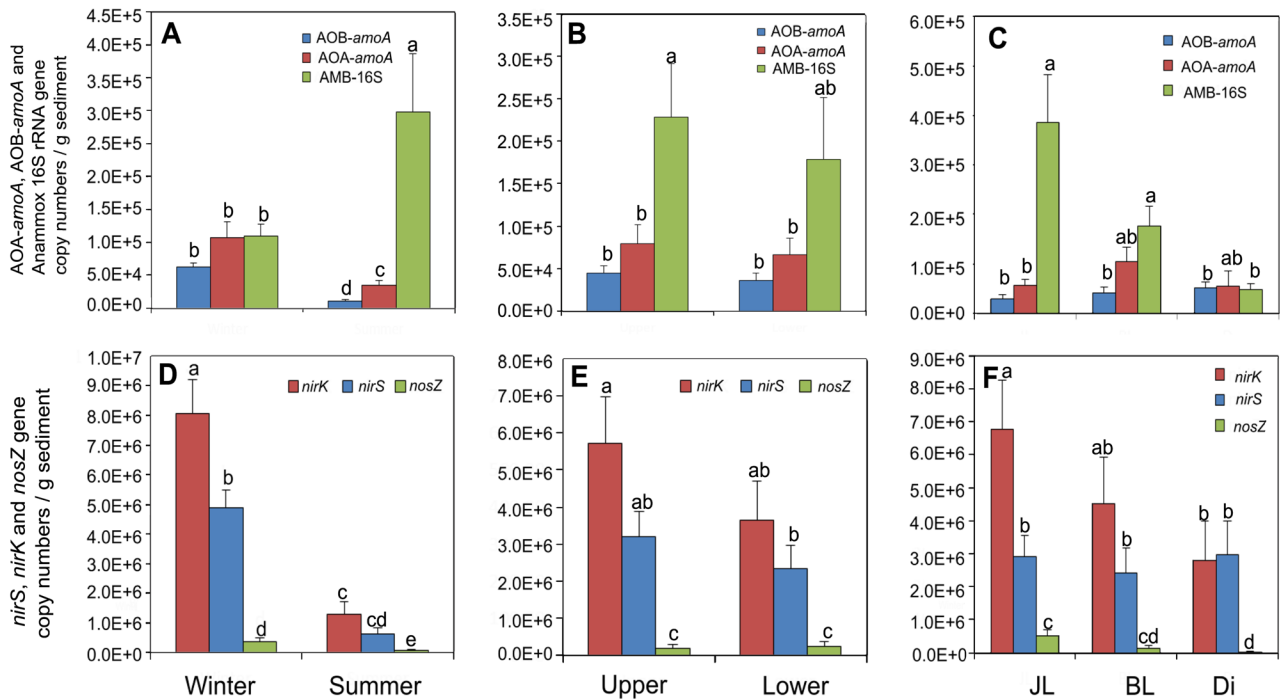 AOA-amoA, AOB-amoA and
Anammox 16S rRNA gene
copy numbers / g sediment
A
AOB-amoA
AOA-amoA
AMB-16S
4.5E+5
4.0E+5
3.5E+5
3.0E+5
2.5E+5
2.0E+5
1.5E+5
1.0E+5
5.0E+4
0.0E+0
b
b
b
d
c
a
Winter
Summer
B
AOB-amoA
AOA-amoA
AMB-16S
3.5E+5
3.0E+5
2.5E+5
2.0E+5
1.5E+5
1.0E+5
5.0E+4
0.0E+0
b
b
a
b
b
ab
C
AOB-amoA
AOA-amoA
AMB-16S
6.0E+5
5.0E+5
4.0E+5
3.0E+5
2.0E+5
1.0E+5
0.0E+0
b
b
a
b
ab
a
b
ab
b
nirS, nirK and nosZ gene
copy numbers / g sediment
D
nirK nirS nosZ
1.0E+7
9.0E+6
8.0E+6
7.0E+6
6.0E+6
5.0E+6
4.0E+6
3.0E+6
2.0E+6
1.0E+6
0.0E+0
a
b
d
c
cd
e
Winter Summer
E
nirK nirS nosZ
8.0E+6
7.0E+6
6.0E+6
5.0E+6
4.0E+6
3.0E+6
2.0E+6
1.0E+6
0.0E+0
a
ab
c
ab
b
c
Upper Lower
F
nirK
nirS
nosZ
9.0E+6
8.0E+6
7.0E+6
6.0E+6
5.0E+6
4.0E+6
3.0E+6
2.0E+6
1.0E+6
0.0E+0
a
b
c
ab
b
cd
b
b
d
JL BL Di